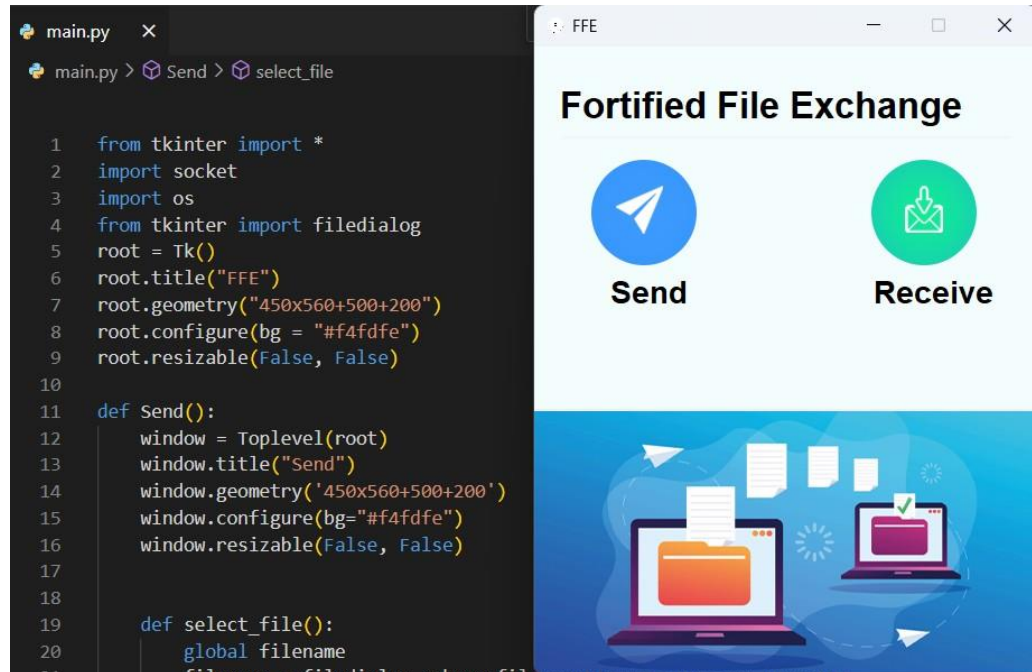 main.py
main.py > Send > select_file
1 from tkinter import *
2 import socket
3 import os
4 from tkinter import filedialog
5 root = Tk()
6 root.title("FFE")
7 root.geometry("450x560+500+200")
8 root.configure(bg = "#f4fdfe")
9 root.resizable(False, False)
10
11 def Send():
12     window = Toplevel(root)
13     window.title("Send")
14     window.geometry('450x560+500+200')
15     window.configure(bg="#f4fdfe")
16     window.resizable(False, False)
17
18
19     def select_file():
20         global filename
FFE
Fortified File Exchange
Send
Receive